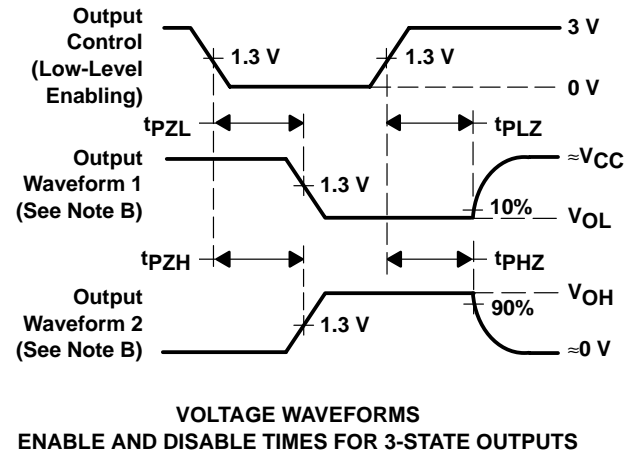 Output
Control
(Low-Level
Enabling)
1.3 V
1.3 V
3 V
0 V
tPZL
tPLZ
Output
Waveform 1
(See Note B)
1.3 V
10%
≈VCC
VOL
tPZH
tPHZ
Output
Waveform 2
(See Note B)
1.3 V
90%
VOH
≈0 V
VOLTAGE WAVEFORMS
ENABLE AND DISABLE TIMES FOR 3-STATE OUTPUTS